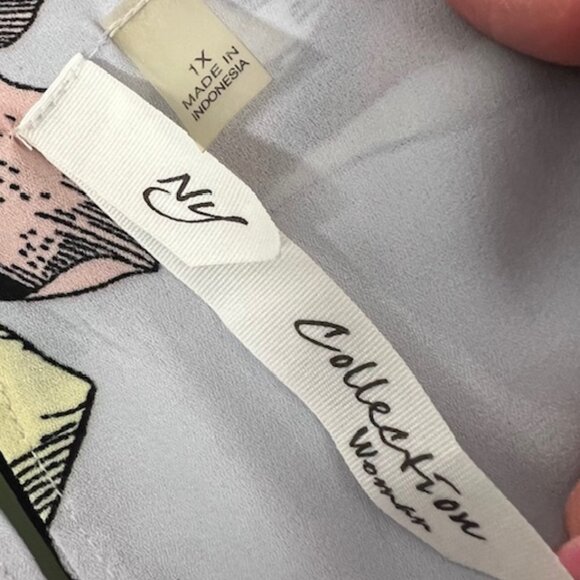 1X
MADE IN
INDONESIA
NY
Collection
Woman